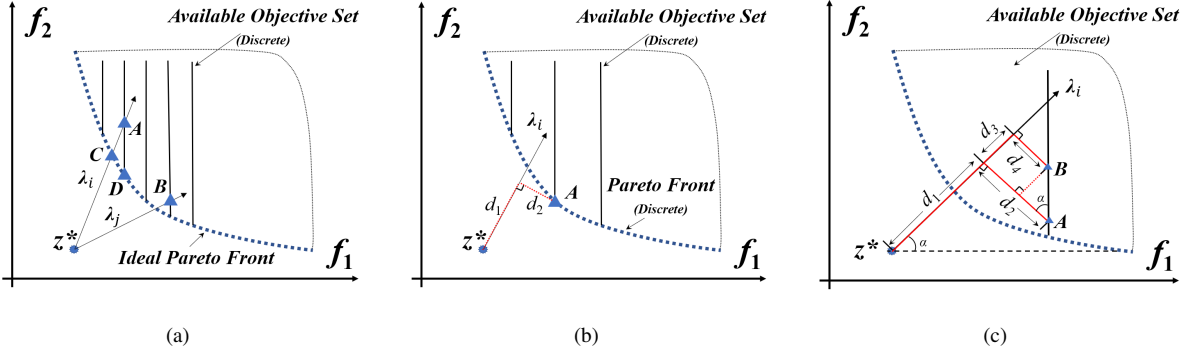 f₂
Available Objective Set
(Discrete)
A
C
λᵢ
D
B
λⱼ
z*
Ideal Pareto Front
f₁
(a)
f₂
Available Objective Set
(Discrete)
λᵢ
A
Pareto Front
(Discrete)
d₁
d₂
z*
f₁
(b)
f₂
Available Objective Set
(Discrete)
λᵢ
d₃
d₄
B
d₁
α
d₂
A
z*
α
f₁
(c)